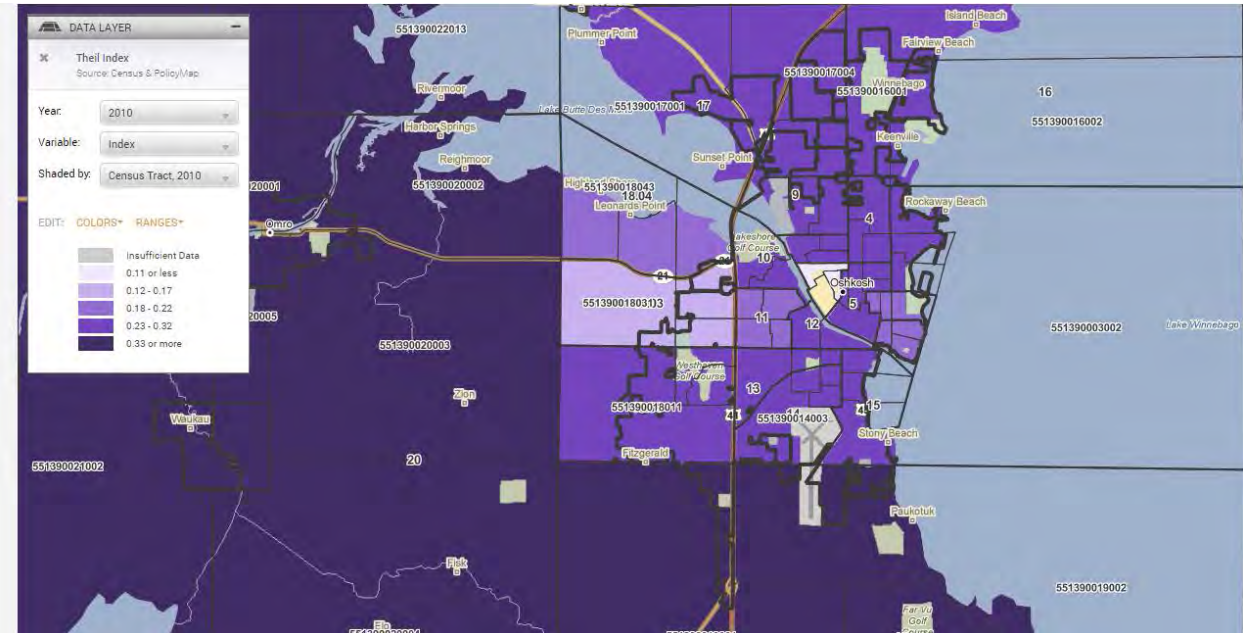 DATA LAYER
Theil Index
Source: Census & PolicyMap
Year:
2010
Variable:
Index
Shaded by:
Census Tract, 2010
EDIT: COLORS RANGES
Insufficient Data
0.11 or less
0.12 - 0.17
0.18 - 0.22
0.23 - 0.32
0.33 or more
551390022013
Plummer Point
Island Beach
Fairview Beach
551390017004
Winnebago
551390016001
16
Rivermoor
Lake Butte Des Morts
551390017001
17
551390016002
Harbor Springs
Keenville
Reighmoor
Sunset Point
20001
551390020002
551390018043
18.04
Leonards Point
9
Rockaway Beach
4
Omro
Lakeshore
Golf Course
10
21
Oshkosh
5
20005
11
12
551390003002
Lake Winnebago
551390020003
Westhaven
Golf Course
Zion
13
551390018011
41
551390014003
14
45
15
Waukau
Stony Beach
Fitzgerald
551390021002
20
Paukotuk
Fisk
551390019002
Far Vu
Golf
Course
Elo